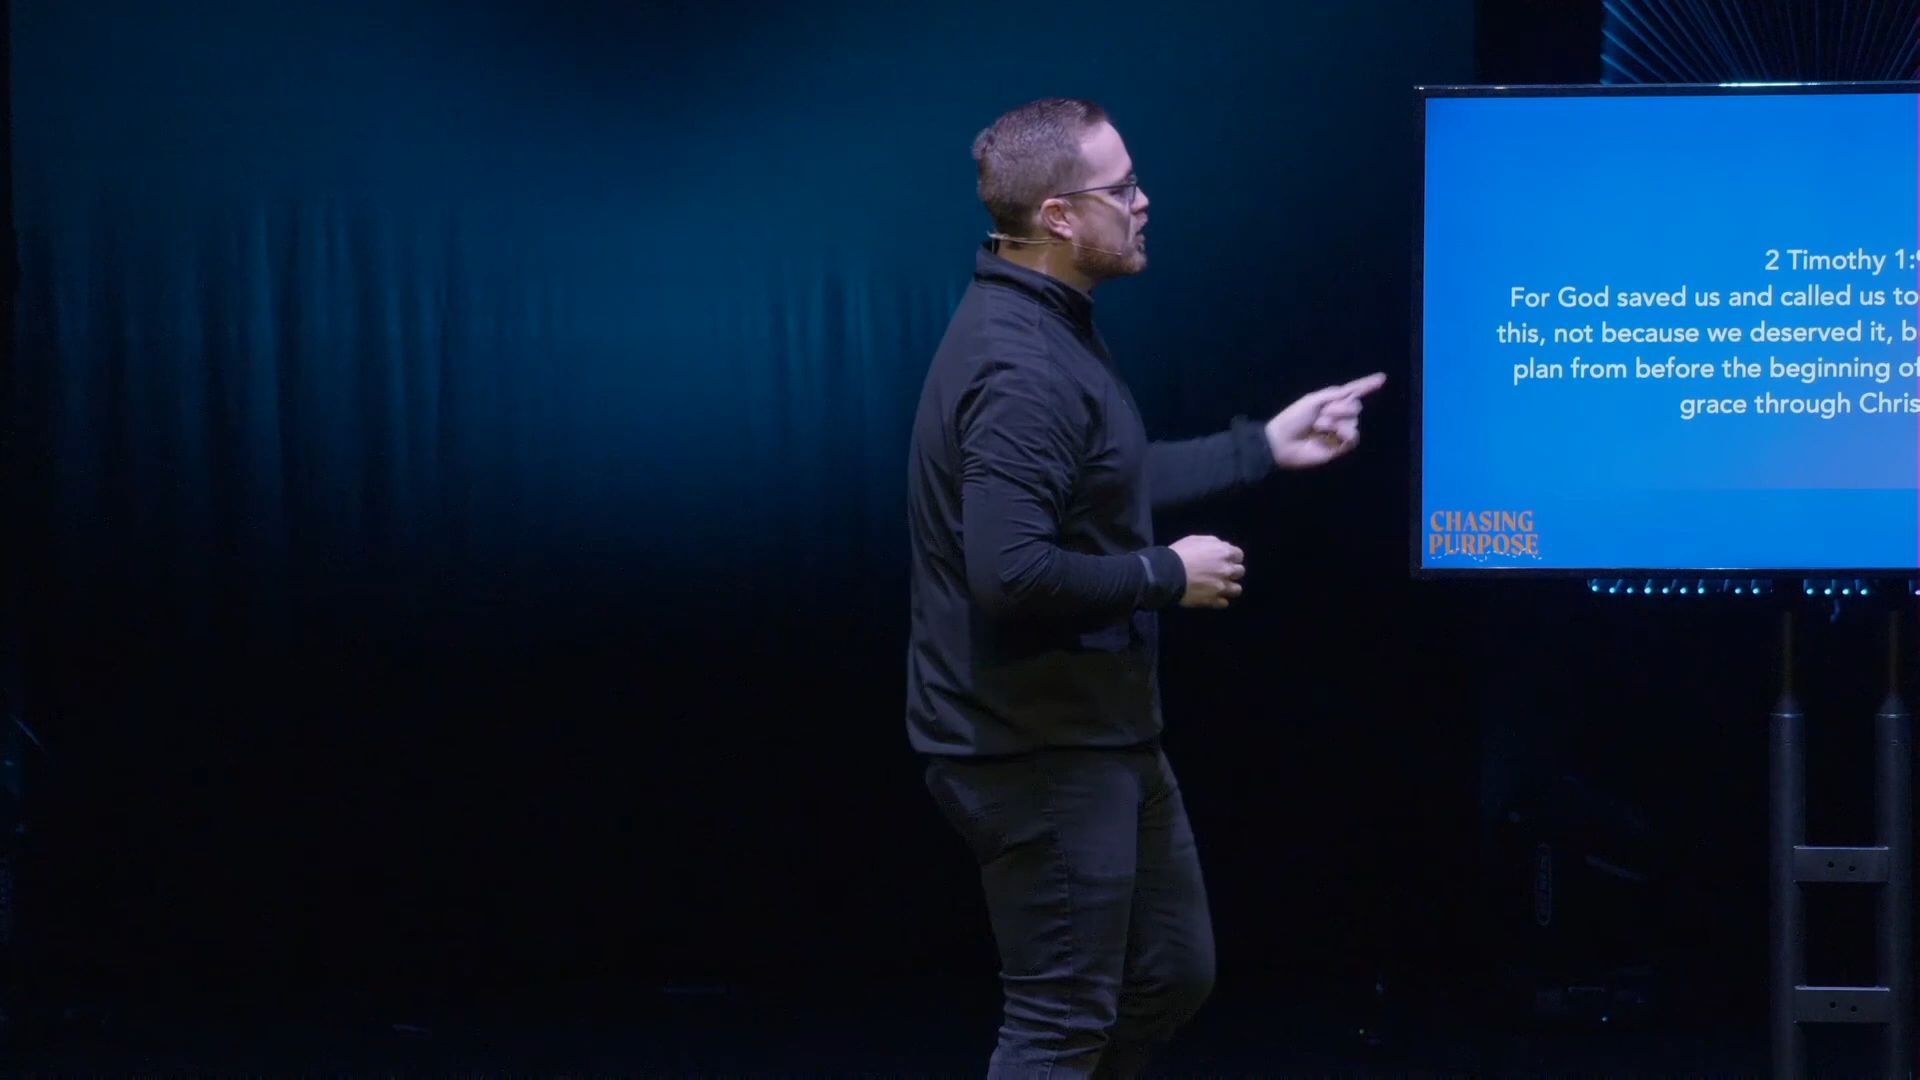 2 Timothy 1:
For God saved us and called us to
this, not because we deserved it, b
plan from before the beginning of
grace through Chris
CHASING
PURPOSE